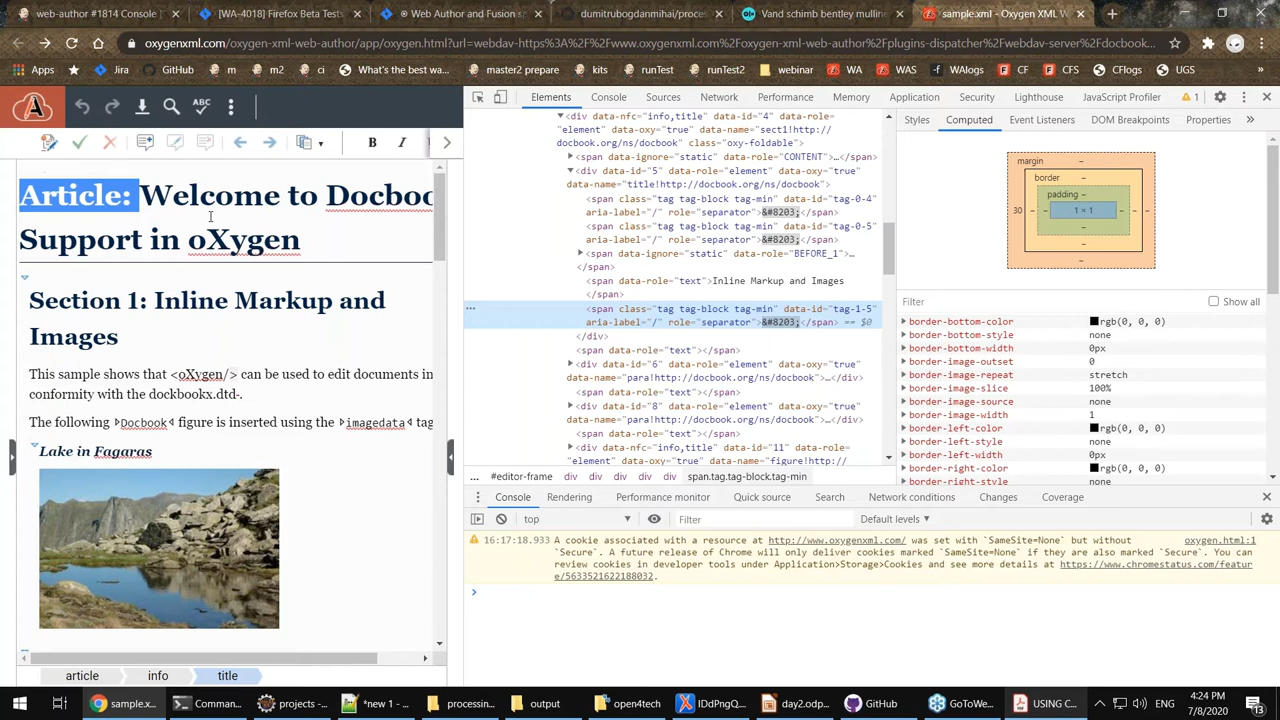 web-author #1814 Console [
[WA-4018] Firefox Beta Tests
Web Author and Fusion s
dumitrubogdanmihai/proces
Vand schimb bentley mulline
sample.xml - Oxygen XML W
oxygenxml.com/oxygen-xml-web-author/app/oxygen.html?url=webdav-https%3A%2F%2Fwww.oxygenxml.com%2Foxygen-xml-web-author%2Fplugins-dispatcher%2Fwebdav-server%2Fdocbook...
Apps Jira GitHub m m2 ci What's the best wa... master2 prepare kits runTest runTest2 webinar WA WAS WAlogs CF CFS CFlogs UGS
ABC
B I
Article: Welcome to Docboo
Support in oXygen
Section 1: Inline Markup and
Images
This sample shows that <oXygen/> can be used to edit documents in
conformity with the dockbookx.dtd-.
The following Docbook figure is inserted using the imagedata tag
Lake in Fagaras
article info title
Elements Console Sources Network Performance Memory Application Security Lighthouse JavaScript Profiler 1
<div data-nfc="info,title" data-id="4" data-role=
"element" data-oxy="true" data-name="sect1!http://
docbook.org/ns/docbook" class="oxy-foldable">
<span data-ignore="static" data-role="CONTENT">…</span>
<div data-id="5" data-role="element" data-oxy="true"
data-name="title!http://docbook.org/ns/docbook">
<span class="tag tag-block tag-min" data-id="tag-0-4"
aria-label="/" role="separator">&#8203;</span>
<span class="tag tag-block tag-min" data-id="tag-0-5"
aria-label="/" role="separator">&#8203;</span>
<span data-ignore="static" data-role="BEFORE_1">…
</span>
<span data-role="text">Inline Markup and Images
</span>
<span class="tag tag-block tag-min" data-id="tag-1-5"
aria-label="/" role="separator">&#8203;</span> == $0
</div>
<span data-role="text"></span>
<div data-id="6" data-role="element" data-oxy="true"
data-name="para!http://docbook.org/ns/docbook">…</div>
<div data-id="8" data-role="element" data-oxy="true"
data-name="para!http://docbook.org/ns/docbook">…</div>
<span data-role="text"></span>
<div data-nfc="info,title" data-id="11" data-role=
"element" data-oxy="true" data-name="figure!http://
... #editor-frame div div div div span.tag.tag-block.tag-min
Styles Computed Event Listeners DOM Breakpoints Properties
margin –
border –
padding –
30 – – 1 × 1 – – –
–
–
–
Filter Show all
border-bottom-color rgb(0, 0, 0)
border-bottom-style none
border-bottom-width 0px
border-image-outset 0
border-image-repeat stretch
border-image-slice 100%
border-image-source none
border-image-width 1
border-left-color rgb(0, 0, 0)
border-left-style none
border-left-width 0px
border-right-color rgb(0, 0, 0)
border-right-style none
Console Rendering Performance monitor Quick source Search Network conditions Changes Coverage
top Filter Default levels
16:17:18.933 A cookie associated with a resource at http://www.oxygenxml.com/ was set with `SameSite=None` but without oxygen.html:1
`Secure`. A future release of Chrome will only deliver cookies marked `SameSite=None` if they are also marked `Secure`. You can
review cookies in developer tools under Application>Storage>Cookies and see more details at https://www.chromestatus.com/featur
e/5633521622188032.
sample.x... Comman... projects -... *new 1 - ... processin... output open4tech IDdPngQ... day2.odp... GitHub GoToWe... USING C... ENG 4:24 PM
7/8/2020 13